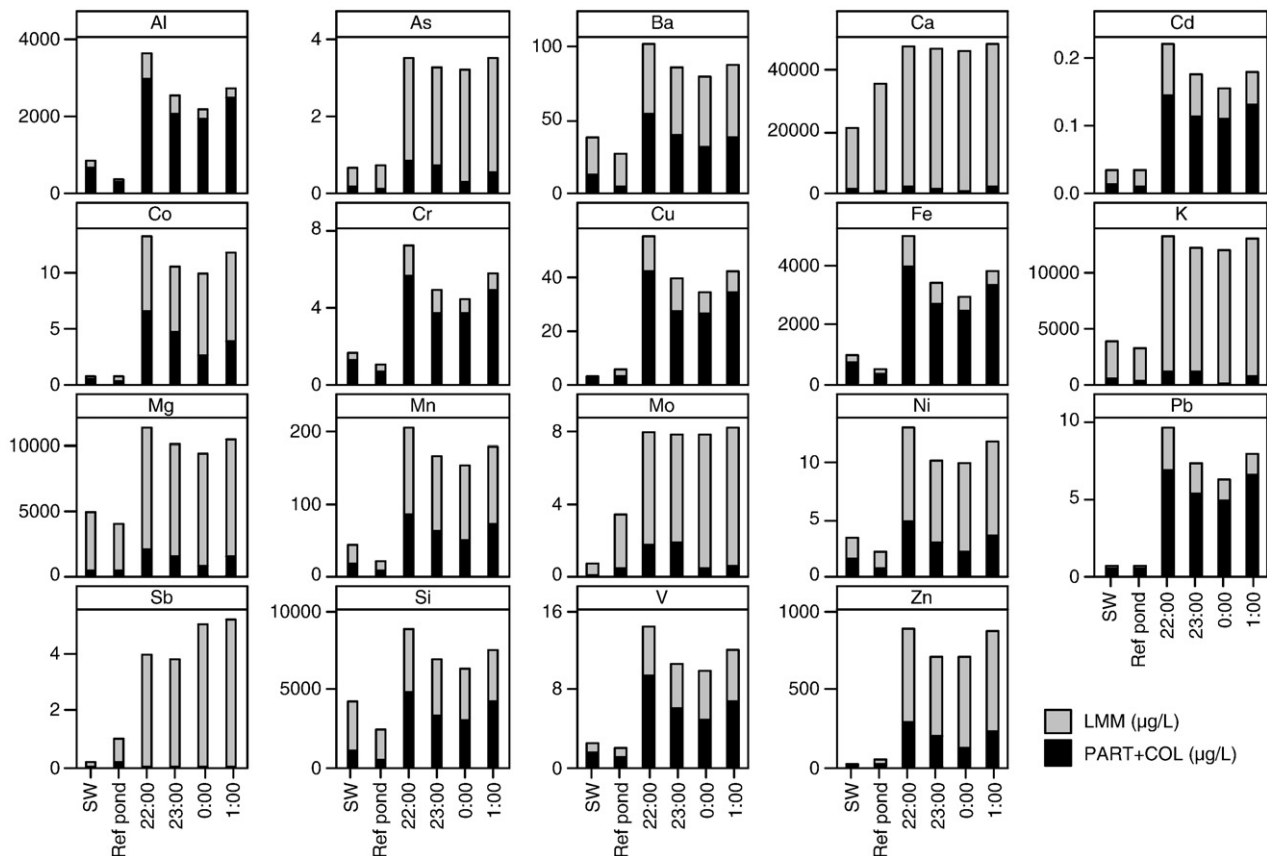 Al
4000
2000
0
As
4
2
0
Ba
100
50
0
Ca
40000
20000
0
Cd
0.2
0.1
0.0
Co
10
5
0
Cr
8
4
0
Cu
40
20
0
Fe
4000
2000
0
K
10000
5000
0
Mg
10000
5000
0
Mn
200
100
0
Mo
8
4
0
Ni
10
5
0
Pb
10
5
0
SW
Ref pond
22:00
23:00
0:00
1:00
Sb
4
2
0
SW
Ref pond
22:00
23:00
0:00
1:00
Si
10000
5000
0
SW
Ref pond
22:00
23:00
0:00
1:00
V
16
8
0
SW
Ref pond
22:00
23:00
0:00
1:00
Zn
1000
500
0
SW
Ref pond
22:00
23:00
0:00
1:00
LMM (µg/L)
PART+COL (µg/L)